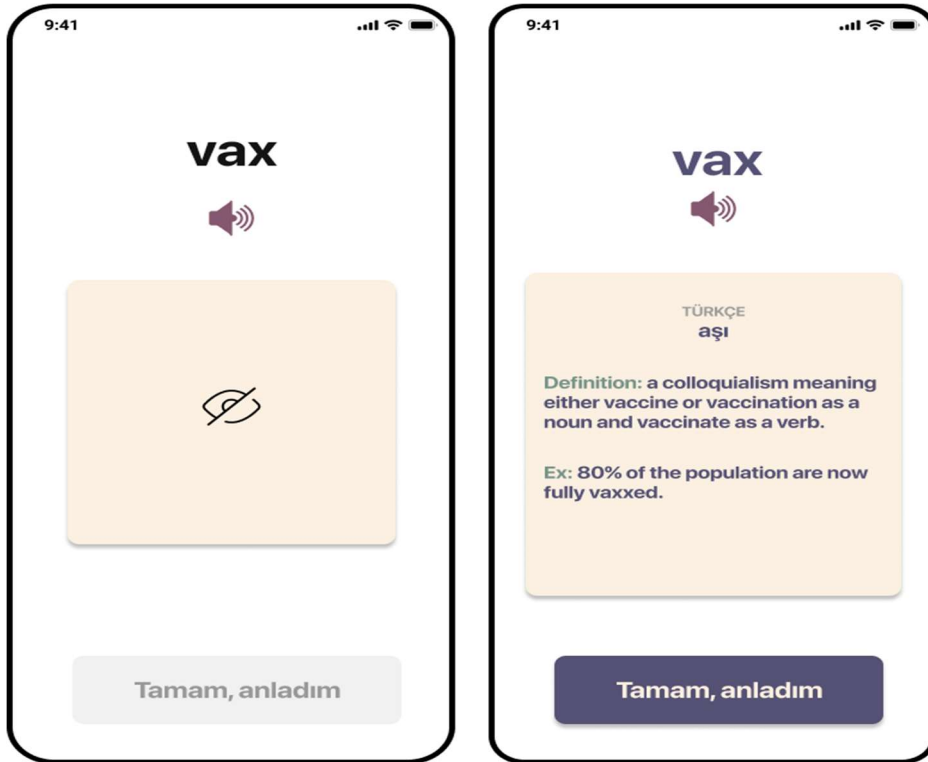 9:41
vax
Tamam, anladım
9:41
vax
TÜRKÇE
aşı
Definition: a colloquialism meaning
either vaccine or vaccination as a
noun and vaccinate as a verb.
Ex: 80% of the population are now
fully vaxxed.
Tamam, anladım